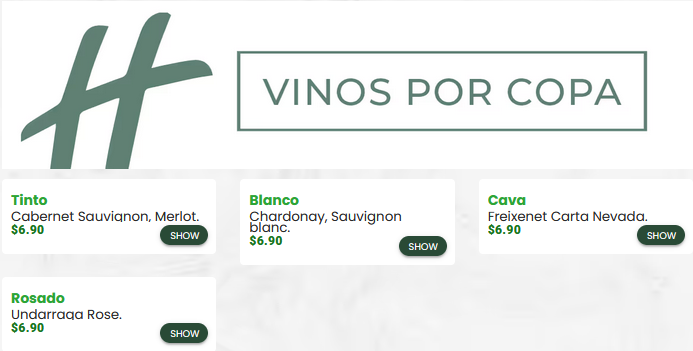 H
VINOS POR COPA
Tinto
Cabernet Sauvignon, Merlot.
$6.90
SHOW
Blanco
Chardonay, Sauvignon
blanc.
$6.90
SHOW
Cava
Freixenet Carta Nevada.
$6.90
SHOW
Rosado
Undarraga Rose.
$6.90
SHOW